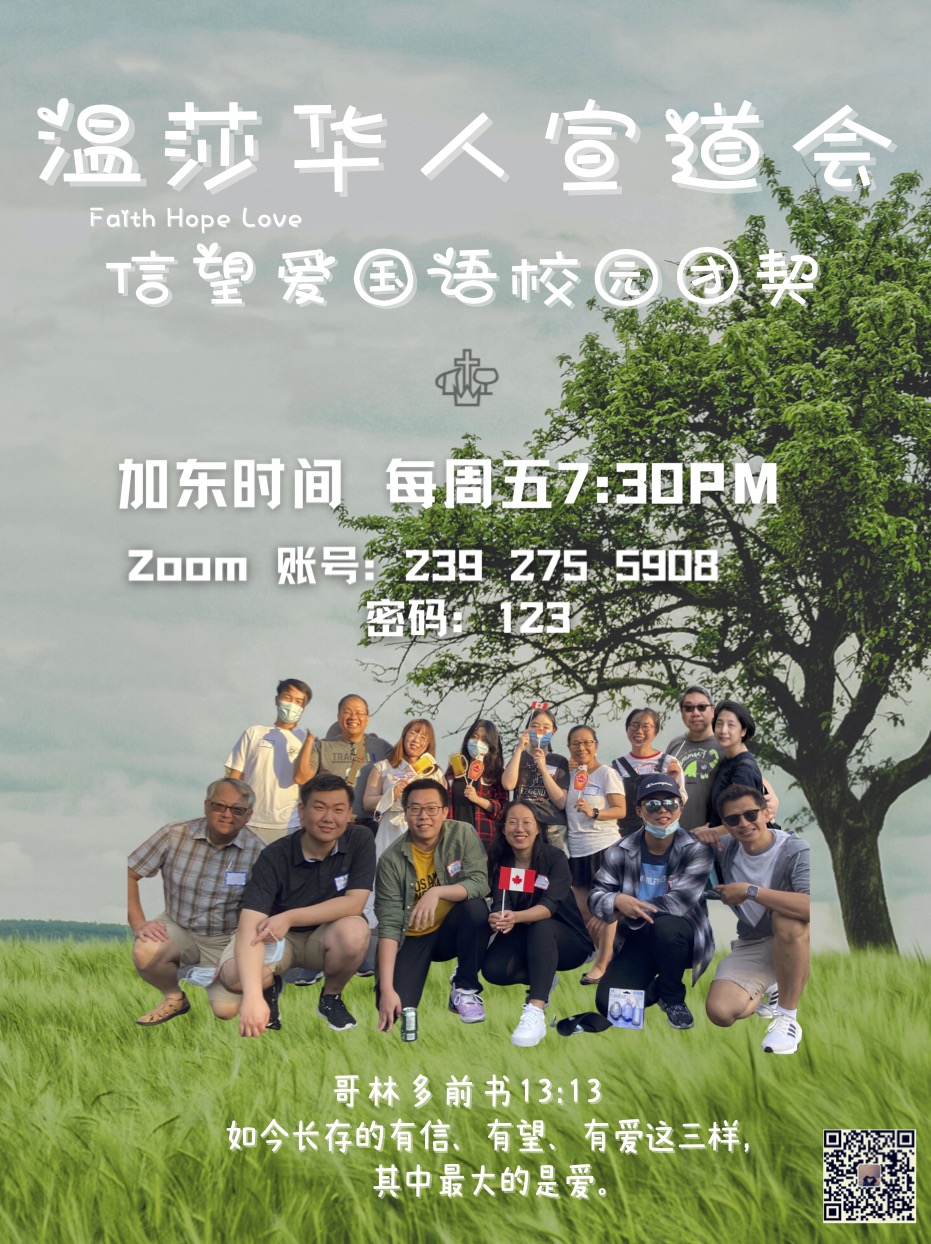 温莎华人宣道会
Faith Hope Love
信望爱国语校园团契
加东时间 每周五7:30PM
Zoom 账号: 239 275 5908
密码: 123
哥林多前书13:13
如今长存的有信、有望、有爱这三样,
其中最大的是爱。